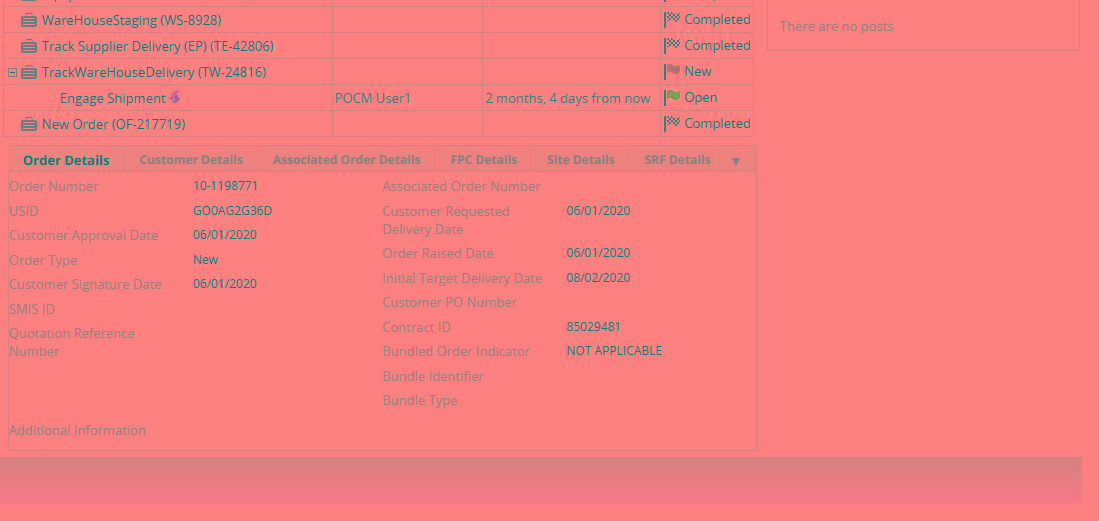 WareHouseStaging (WS-8928) Completed
There are no posts
Track Supplier Delivery (EP) (TE-42806) Completed
TrackWareHouseDelivery (TW-24816) New
Engage Shipment POCM User1 2 months, 4 days from now Open
New Order (OF-217719) Completed
Order Details Customer Details Associated Order Details FPC Details Site Details SRF Details ▼
Order Number 10-1198771 Associated Order Number
USID GO0AG2G36D Customer Requested 06/01/2020
Delivery Date
Customer Approval Date 06/01/2020
Order Raised Date 06/01/2020
Order Type New
Initial Target Delivery Date 08/02/2020
Customer Signature Date 06/01/2020
Customer PO Number
SMIS ID
Contract ID 85029481
Quotation Reference
Number
Bundled Order Indicator NOT APPLICABLE
Bundle Identifier
Bundle Type
Additional Information